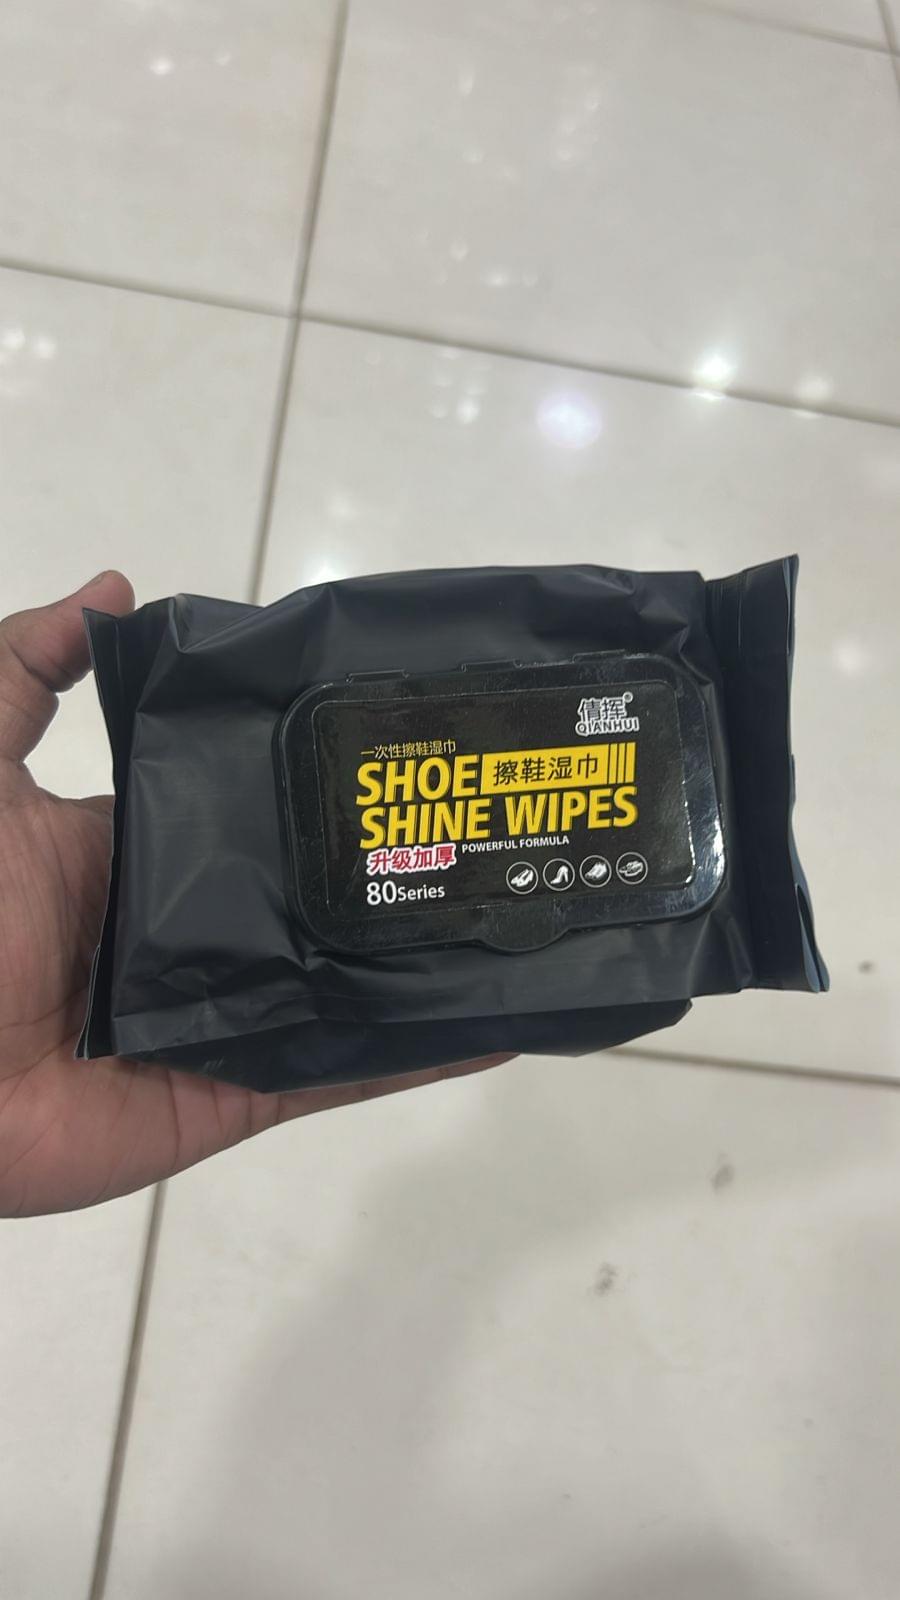 倩挥®
QIANHUI
一次性擦鞋湿巾
SHOE 擦鞋湿巾
SHINE WIPES
升级加厚 POWERFUL FORMULA
80Series